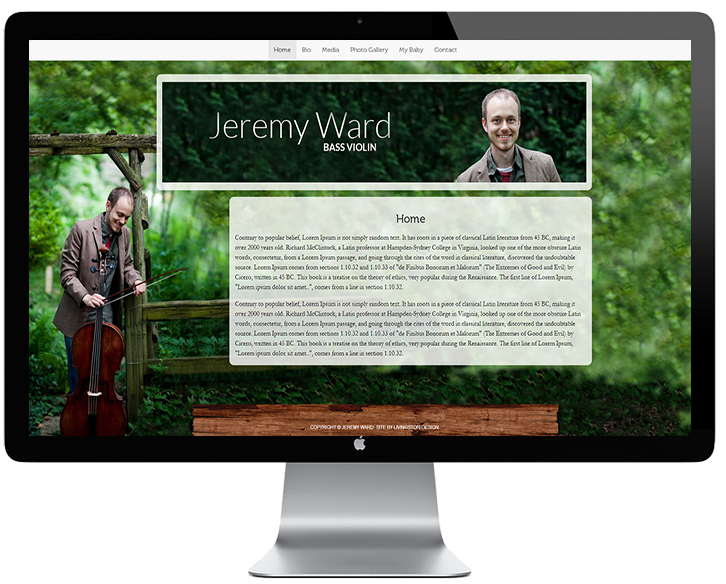 Home Bio Media Photo Gallery My Baby Contact
Jeremy Ward
BASS VIOLIN
Home
Contrary to popular belief, Lorem Ipsum is not simply random text. It has roots in a piece of classical Latin literature from 45 BC, making it
over 2000 years old. Richard McClintock, a Latin professor at Hampden-Sydney College in Virginia, looked up one of the more obscure Latin
words, consectetur, from a Lorem Ipsum passage, and going through the cites of the word in classical literature, discovered the undoubtable
source. Lorem Ipsum comes from sections 1.10.32 and 1.10.33 of "de Finibus Bonorum et Malorum" (The Extremes of Good and Evil) by
Cicero, written in 45 BC. This book is a treatise on the theory of ethics, very popular during the Renaissance. The first line of Lorem Ipsum,
"Lorem ipsum dolor sit amet..", comes from a line in section 1.10.32.
Contrary to popular belief, Lorem Ipsum is not simply random text. It has roots in a piece of classical Latin literature from 45 BC, making it
over 2000 years old. Richard McClintock, a Latin professor at Hampden-Sydney College in Virginia, looked up one of the more obscure Latin
words, consectetur, from a Lorem Ipsum passage, and going through the cites of the word in classical literature, discovered the undoubtable
source. Lorem Ipsum comes from sections 1.10.32 and 1.10.33 of "de Finibus Bonorum et Malorum" (The Extremes of Good and Evil) by
Cicero, written in 45 BC. This book is a treatise on the theory of ethics, very popular during the Renaissance. The first line of Lorem Ipsum,
"Lorem ipsum dolor sit amet..", comes from a line in section 1.10.32.
COPYRIGHT © JEREMY WARD SITE BY LIVINGSTON DESIGN